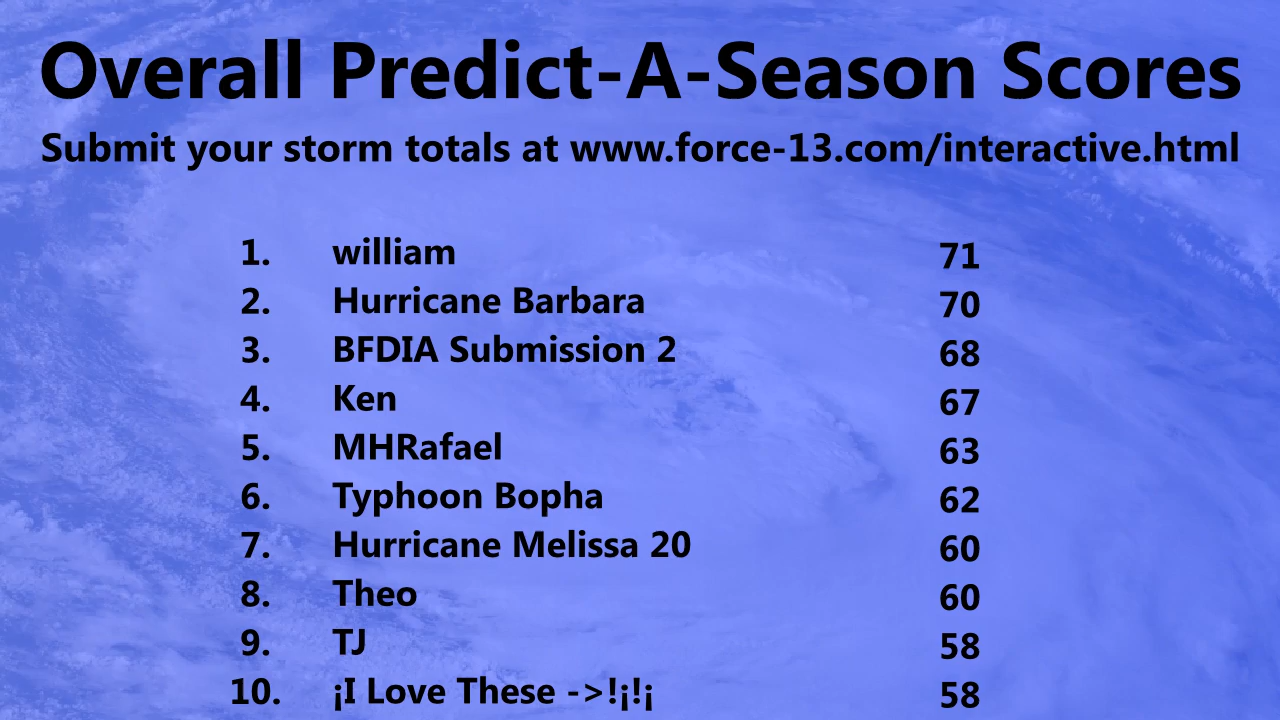 Overall Predict-A-Season Scores
Submit your storm totals at www.force-13.com/interactive.html
1. william 71
2. Hurricane Barbara 70
3. BFDIA Submission 2 68
4. Ken 67
5. MHRafael 63
6. Typhoon Bopha 62
7. Hurricane Melissa 20 60
8. Theo 60
9. TJ 58
10. ¡I Love These ->!¡!¡ 58